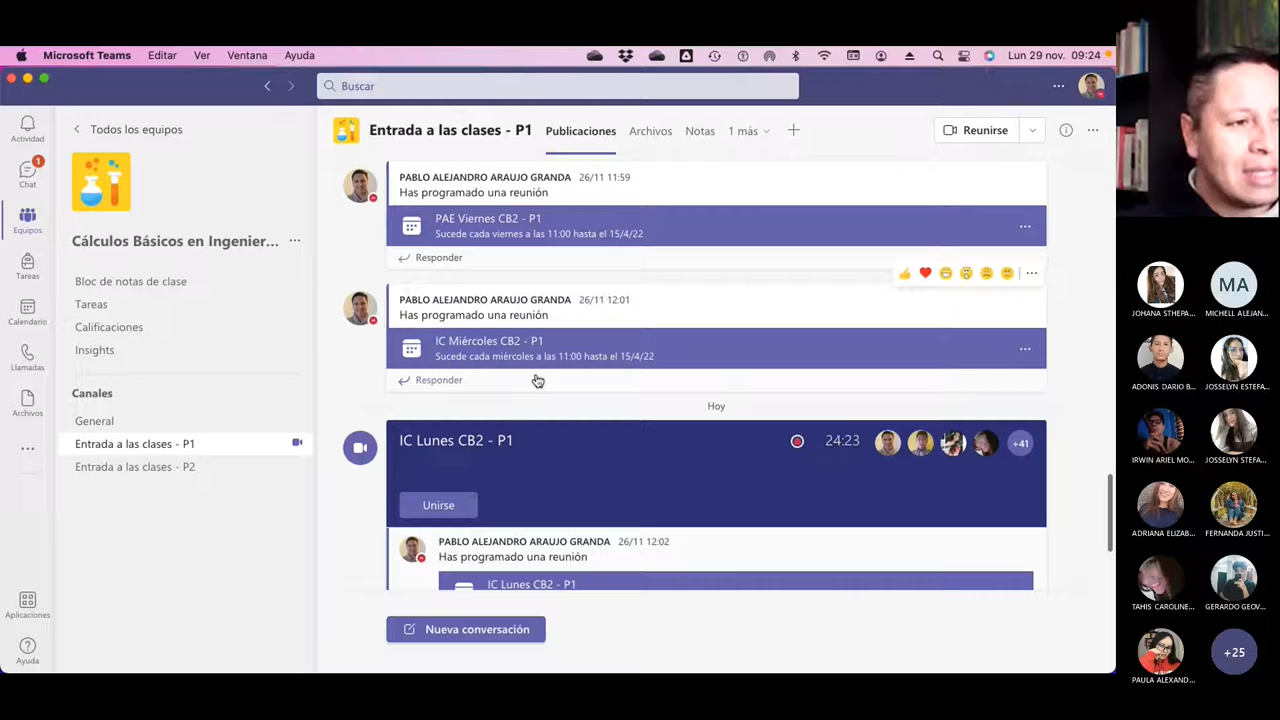 Microsoft Teams Editar Ver Ventana Ayuda
Lun 29 nov. 09:24
Buscar
Actividad
Chat
1
Equipos
Tareas
Calendario
Llamadas
Archivos
Aplicaciones
Ayuda
Todos los equipos
Cálculos Básicos en Ingenier...
Bloc de notas de clase
Tareas
Calificaciones
Insights
Canales
General
Entrada a las clases - P1
Entrada a las clases - P2
Entrada a las clases - P1 Publicaciones Archivos Notas 1 más
Reunirse
PABLO ALEJANDRO ARAUJO GRANDA 26/11 11:59
Has programado una reunión
PAE Viernes CB2 - P1
Sucede cada viernes a las 11:00 hasta el 15/4/22
Responder
PABLO ALEJANDRO ARAUJO GRANDA 26/11 12:01
Has programado una reunión
IC Miércoles CB2 - P1
Sucede cada miércoles a las 11:00 hasta el 15/4/22
Responder
Hoy
IC Lunes CB2 - P1
24:23
+41
Unirse
PABLO ALEJANDRO ARAUJO GRANDA 26/11 12:02
Has programado una reunión
IC Lunes CB2 - P1
Nueva conversación
MA
JOHANA STHEPA... MICHELL ALEJAN...
ADONIS DARIO B... JOSSELYN ESTEFA...
IRWIN ARIEL MO... JOSSELYN STEFA...
ADRIANA ELIZAB... FERNANDA JUSTI...
TAHIS CAROLINE... GERARDO GEOV...
+25
PAULA ALEXAND...